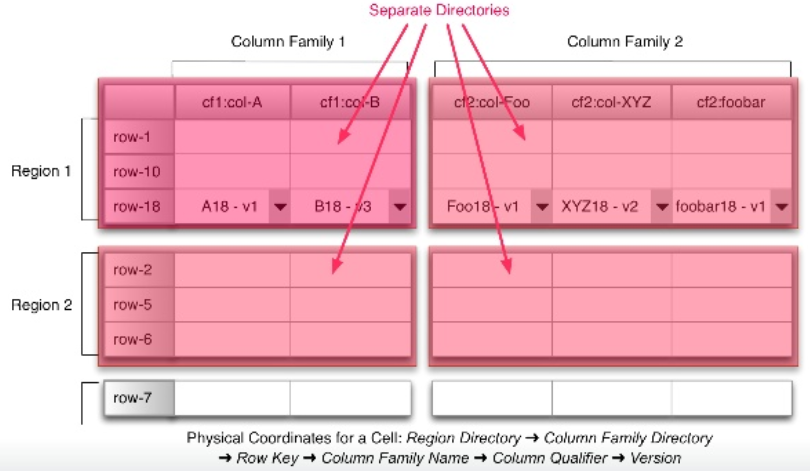 Separate Directories
Column Family 1
Column Family 2
cf1:col-A cf1:col-B cf2:col-Foo cf2:col-XYZ cf2:foobar
row-1
Region 1
row-10
row-18 A18 - v1 B18 - v3 Foo18 - v1 XYZ18 - v2 foobar18 - v1
row-2
Region 2
row-5
row-6
row-7
Physical Coordinates for a Cell: Region Directory ➔ Column Family Directory
➔ Row Key ➔ Column Family Name ➔ Column Qualifier ➔ Version